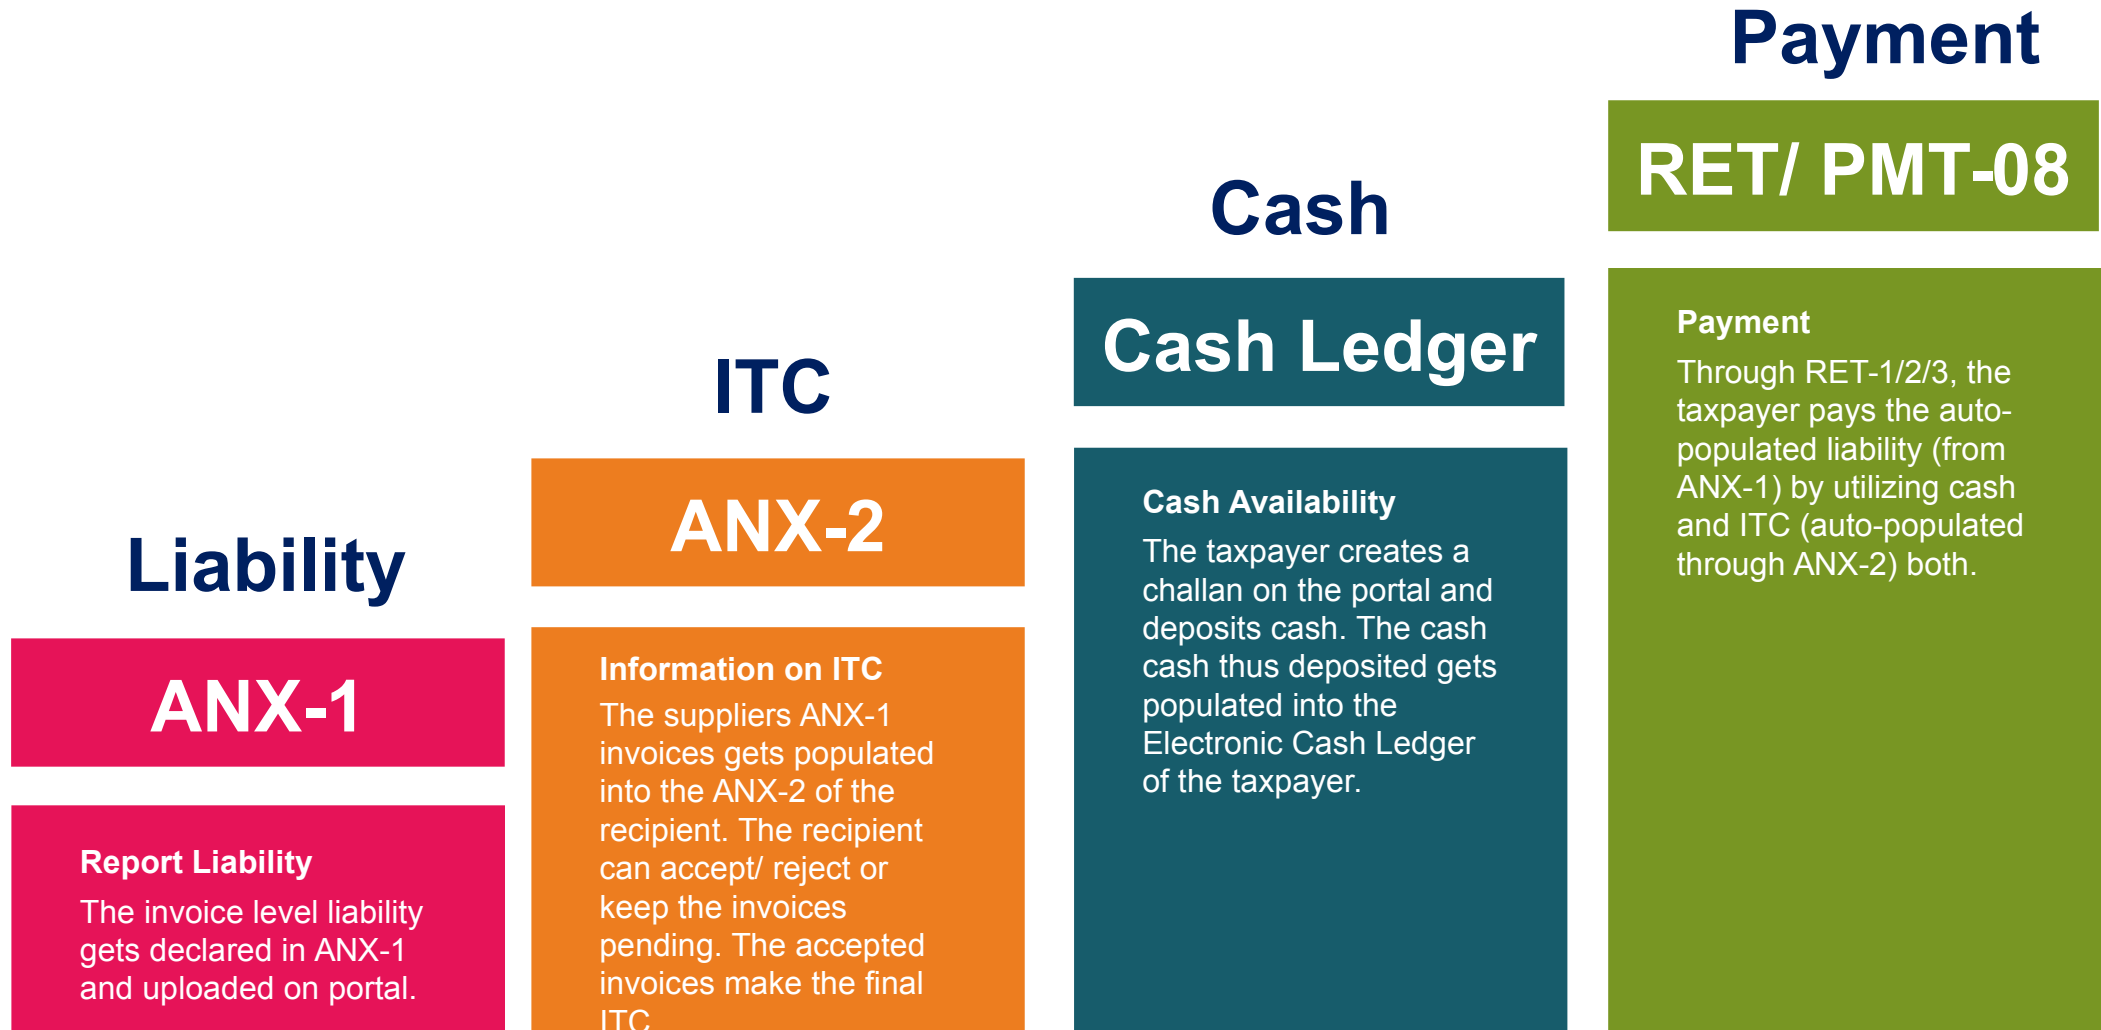 Liability
ANX-1
Report Liability
The invoice level liability
gets declared in ANX-1
and uploaded on portal.
ITC
ANX-2
Information on ITC
The suppliers ANX-1
invoices gets populated
into the ANX-2 of the
recipient. The recipient
can accept/ reject or
keep the invoices
pending. The accepted
invoices make the final
ITC
Cash
Cash Ledger
Cash Availability
The taxpayer creates a
challan on the portal and
deposits cash. The cash
cash thus deposited gets
populated into the
Electronic Cash Ledger
of the taxpayer.
Payment
RET/ PMT-08
Payment
Through RET-1/2/3, the
taxpayer pays the auto-
populated liability (from
ANX-1) by utilizing cash
and ITC (auto-populated
through ANX-2) both.